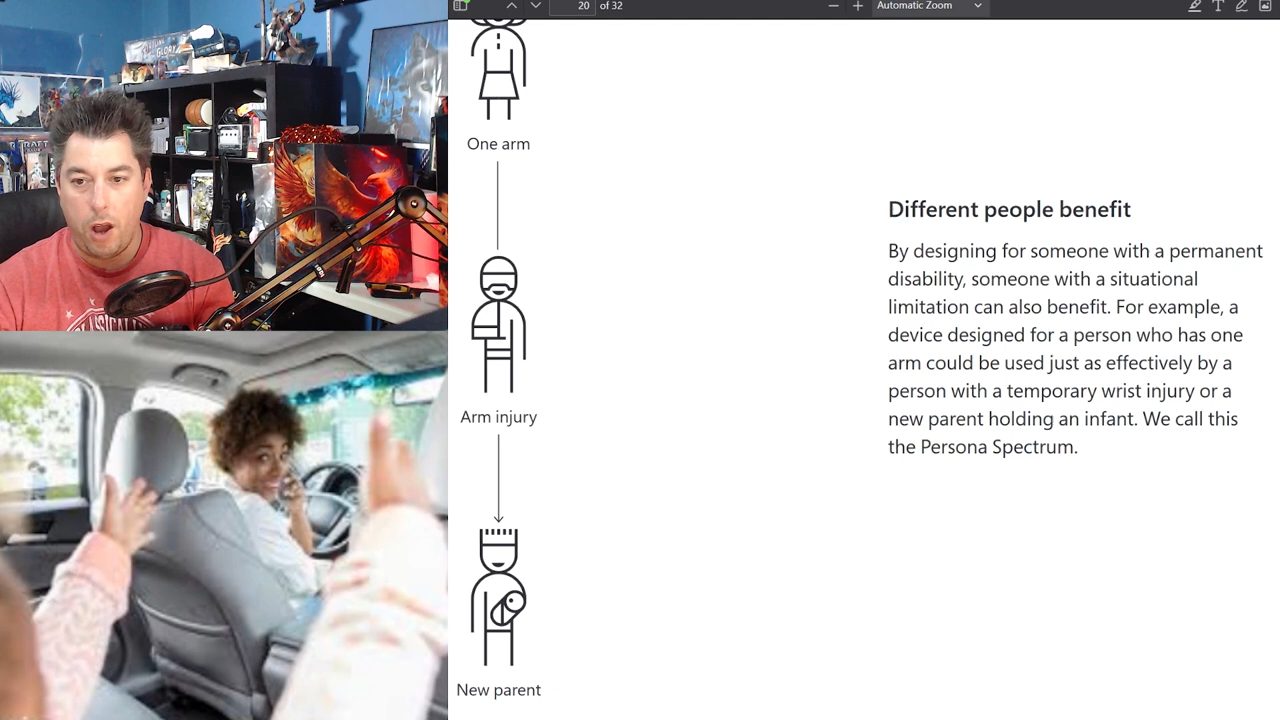 20 of 32
Automatic Zoom
One arm
Arm injury
New parent
Different people benefit
By designing for someone with a permanent
disability, someone with a situational
limitation can also benefit. For example, a
device designed for a person who has one
arm could be used just as effectively by a
person with a temporary wrist injury or a
new parent holding an infant. We call this
the Persona Spectrum.
GLORY